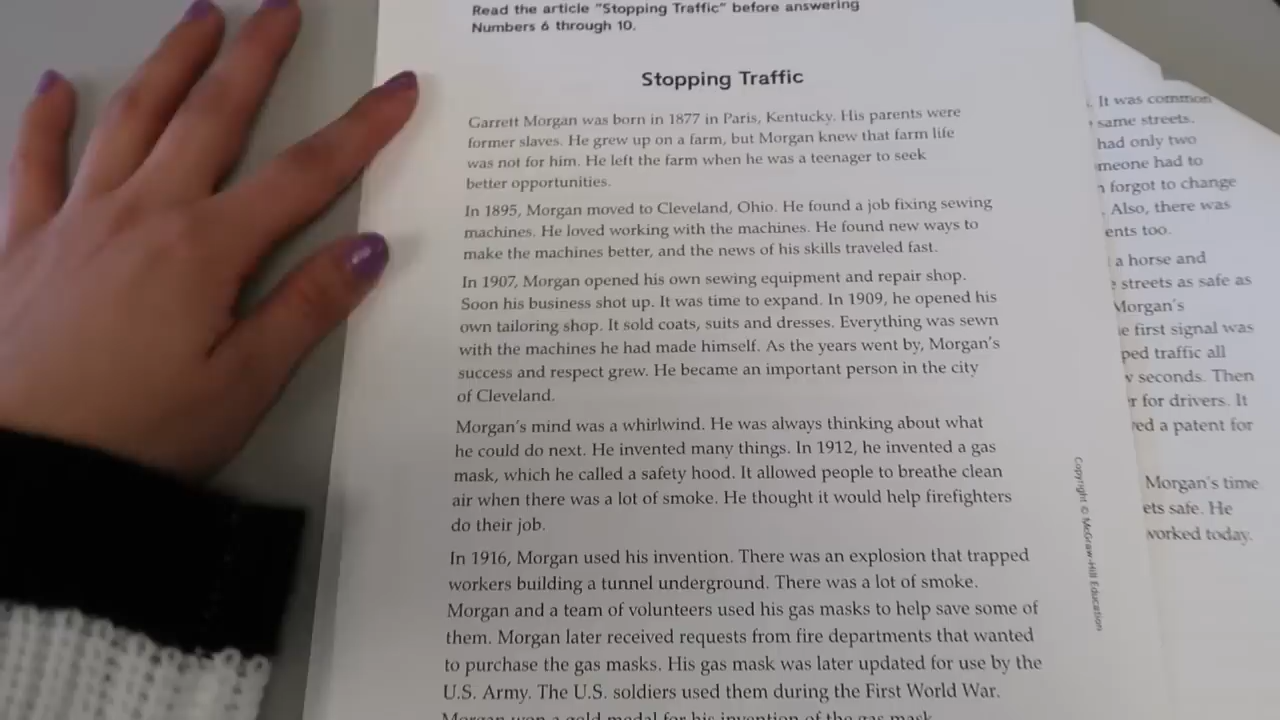 Read the article "Stopping Traffic" before answering
Numbers 6 through 10.
Stopping Traffic
Garrett Morgan was born in 1877 in Paris, Kentucky. His parents were
former slaves. He grew up on a farm, but Morgan knew that farm life
was not for him. He left the farm when he was a teenager to seek
better opportunities.
In 1895, Morgan moved to Cleveland, Ohio. He found a job fixing sewing
machines. He loved working with the machines. He found new ways to
make the machines better, and the news of his skills traveled fast.
In 1907, Morgan opened his own sewing equipment and repair shop.
Soon his business shot up. It was time to expand. In 1909, he opened his
own tailoring shop. It sold coats, suits and dresses. Everything was sewn
with the machines he had made himself. As the years went by, Morgan's
success and respect grew. He became an important person in the city
of Cleveland.
Morgan's mind was a whirlwind. He was always thinking about what
he could do next. He invented many things. In 1912, he invented a gas
mask, which he called a safety hood. It allowed people to breathe clean
air when there was a lot of smoke. He thought it would help firefighters
do their job.
In 1916, Morgan used his invention. There was an explosion that trapped
workers building a tunnel underground. There was a lot of smoke.
Morgan and a team of volunteers used his gas masks to help save some of
them. Morgan later received requests from fire departments that wanted
to purchase the gas masks. His gas mask was later updated for use by the
U.S. Army. The U.S. soldiers used them during the First World War.
Morgan won a gold medal for his invention of the gas mask.
Copyright © McGraw-Hill Education
. It was common
same streets.
had only two
meone had to
forgot to change
. Also, there was
ents too.
a horse and
streets as safe as
Morgan's
e first signal was
ped traffic all
seconds. Then
r for drivers. It
ed a patent for
Morgan's time
ets safe. He
worked today.